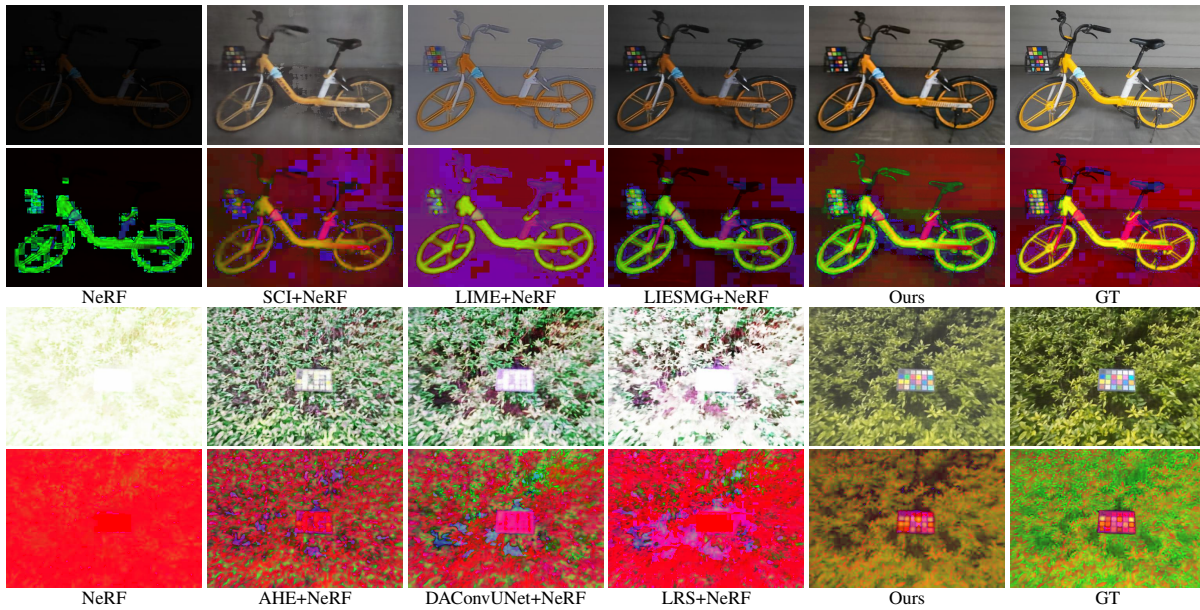 NeRF SCI+NeRF LIME+NeRF LIESMG+NeRF Ours GT
NeRF AHE+NeRF DAConvUNet+NeRF LRS+NeRF Ours GT